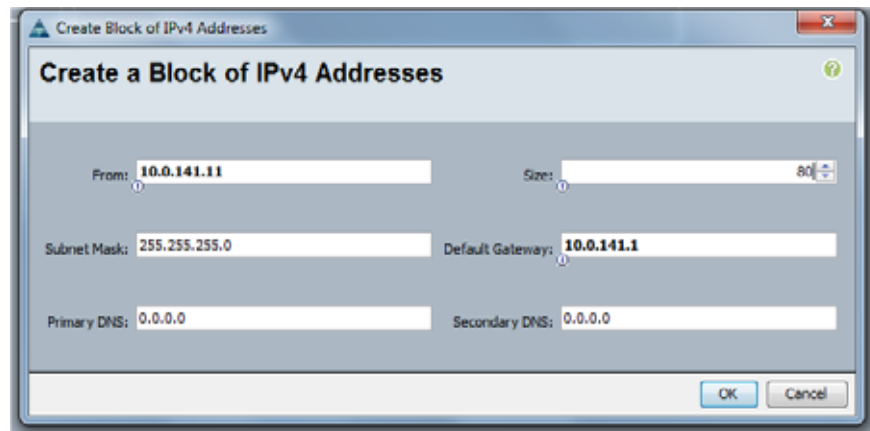 Create Block of IPv4 Addresses
Create a Block of IPv4 Addresses
From: 10.0.141.11 Size: 80
Subnet Mask: 255.255.255.0 Default Gateway: 10.0.141.1
Primary DNS: 0.0.0.0 Secondary DNS: 0.0.0.0
OK Cancel